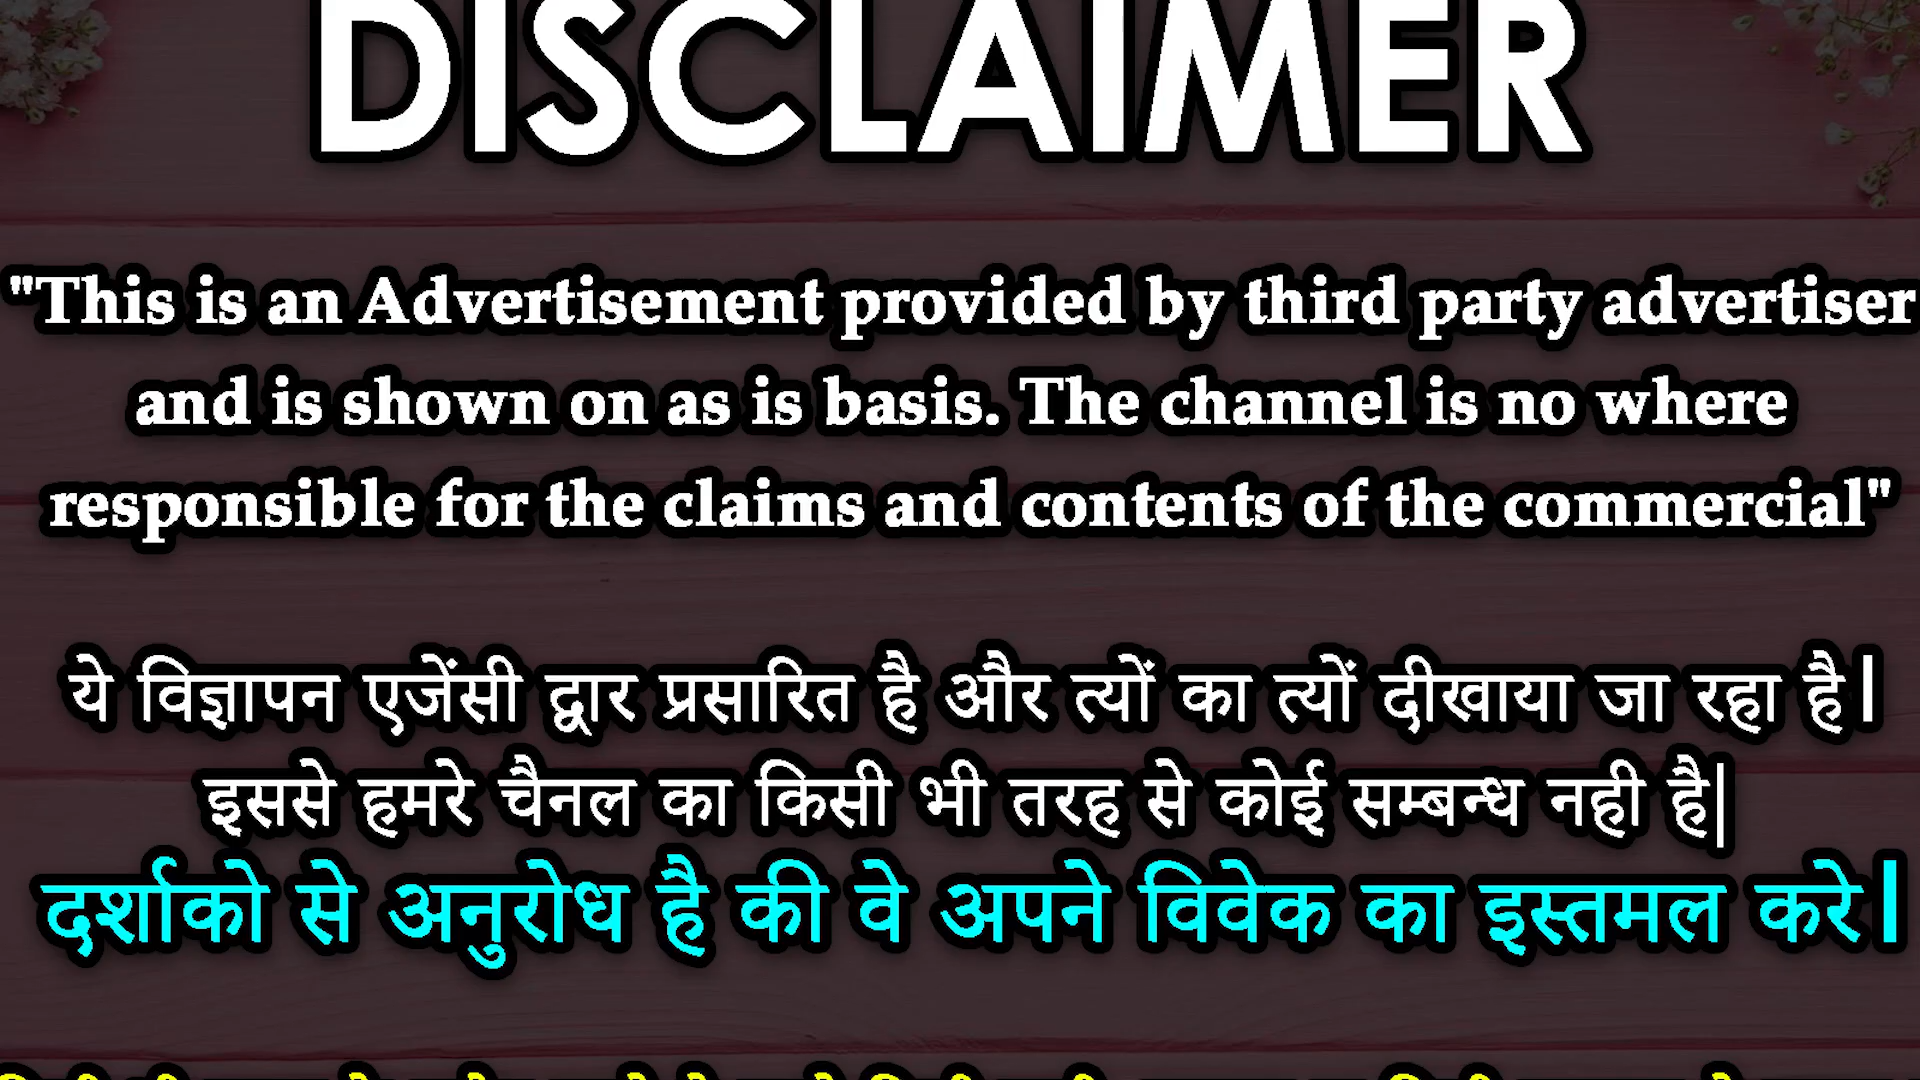 DISCLAIMER
"This is an Advertisement provided by third party advertiser
and is shown on as is basis. The channel is no where
responsible for the claims and contents of the commercial"
ये विज्ञापन एजेंसी द्वार प्रसारित है और त्यों का त्यों दीखाया जा रहा है।
इससे हमरे चैनल का किसी भी तरह से कोई सम्बन्ध नही है|
दर्शाको से अनुरोध है की वे अपने विवेक का इस्तमल करे।